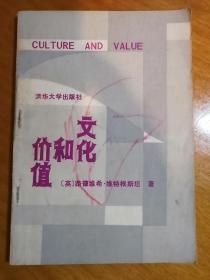 CULTURE AND VALUE
清华大学出版社
文化
和
价值
〔英〕路德维希·维特根斯坦 著